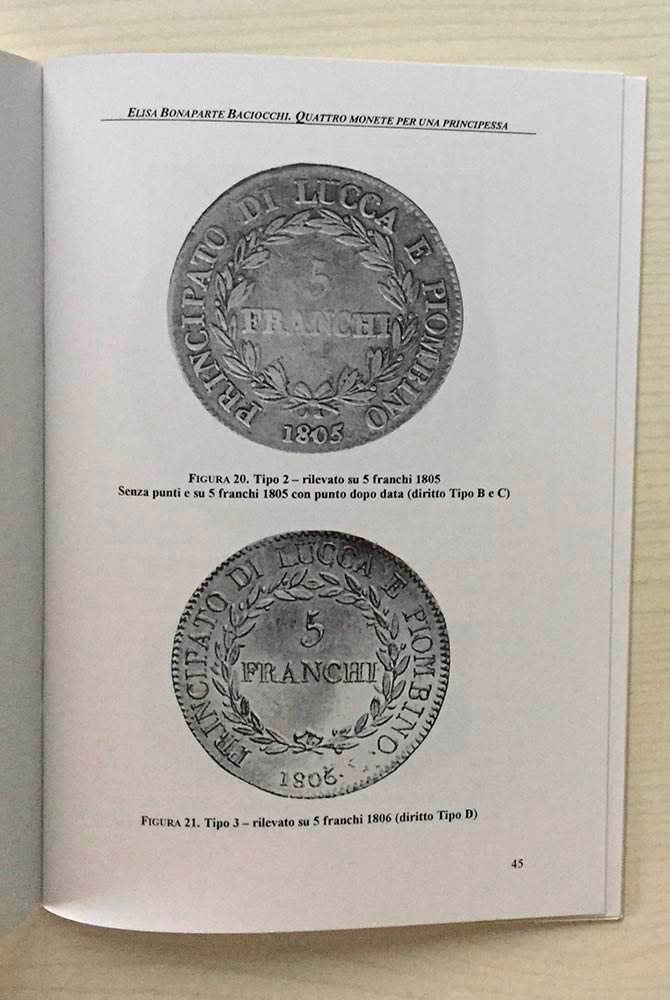 ELISA BONAPARTE BACIOCCHI. QUATTRO MONETE PER UNA PRINCIPESSA
PRINCIPATO DI LUCCA E PIOMBINO
5
FRANCHI
1805
FIGURA 20. Tipo 2 – rilevato su 5 franchi 1805
Senza punti e su 5 franchi 1805 con punto dopo data (diritto Tipo B e C)
PRINCIPATO DI LUCCA E PIOMBINO.
5
FRANCHI
1806.
FIGURA 21. Tipo 3 – rilevato su 5 franchi 1806 (diritto Tipo D)
45